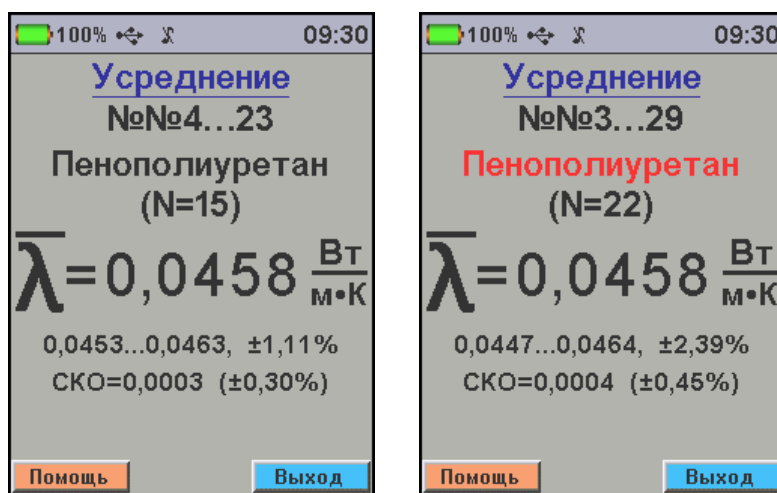 100% 09:30
Усреднение
№№4...23
Пенополиуретан
(N=15)
λ=0,0458 Вт/м•К
0,0453...0,0463, ±1,11%
СКО=0,0003 (±0,30%)
Помощь Выход
100% 09:30
Усреднение
№№3...29
Пенополиуретан
(N=22)
λ=0,0458 Вт/м•К
0,0447...0,0464, ±2,39%
СКО=0,0004 (±0,45%)
Помощь Выход